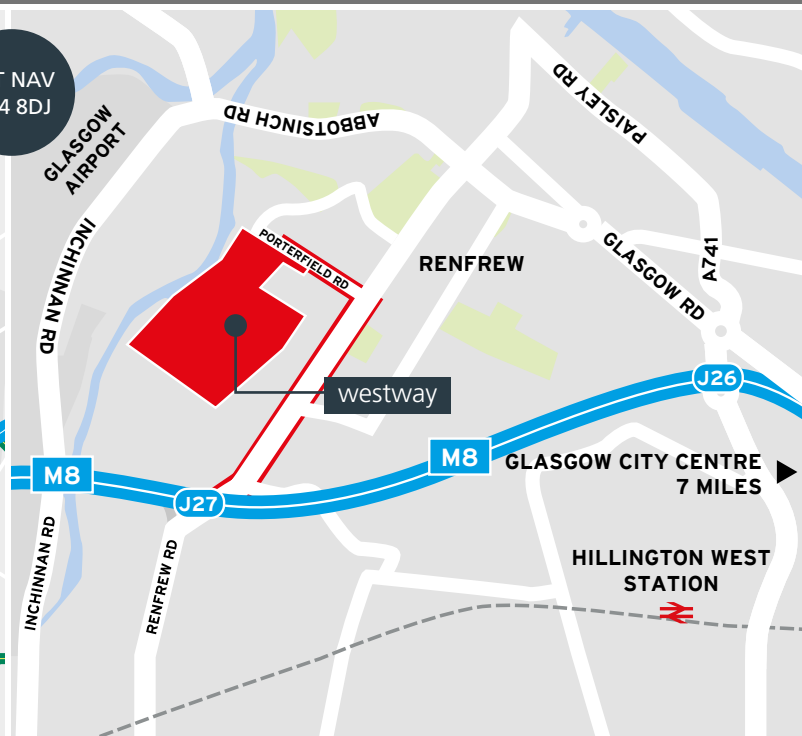 T NAV
4 8DJ
GLASGOW
AIRPORT
ABBOTSINCH RD
PAISLEY RD
INCHINNAN RD
PORTERFIELD RD
RENFREW
GLASGOW RD
A741
westway
J26
M8
M8
GLASGOW CITY CENTRE
7 MILES
J27
INCHINNAN RD
RENFREW RD
HILLINGTON WEST
STATION